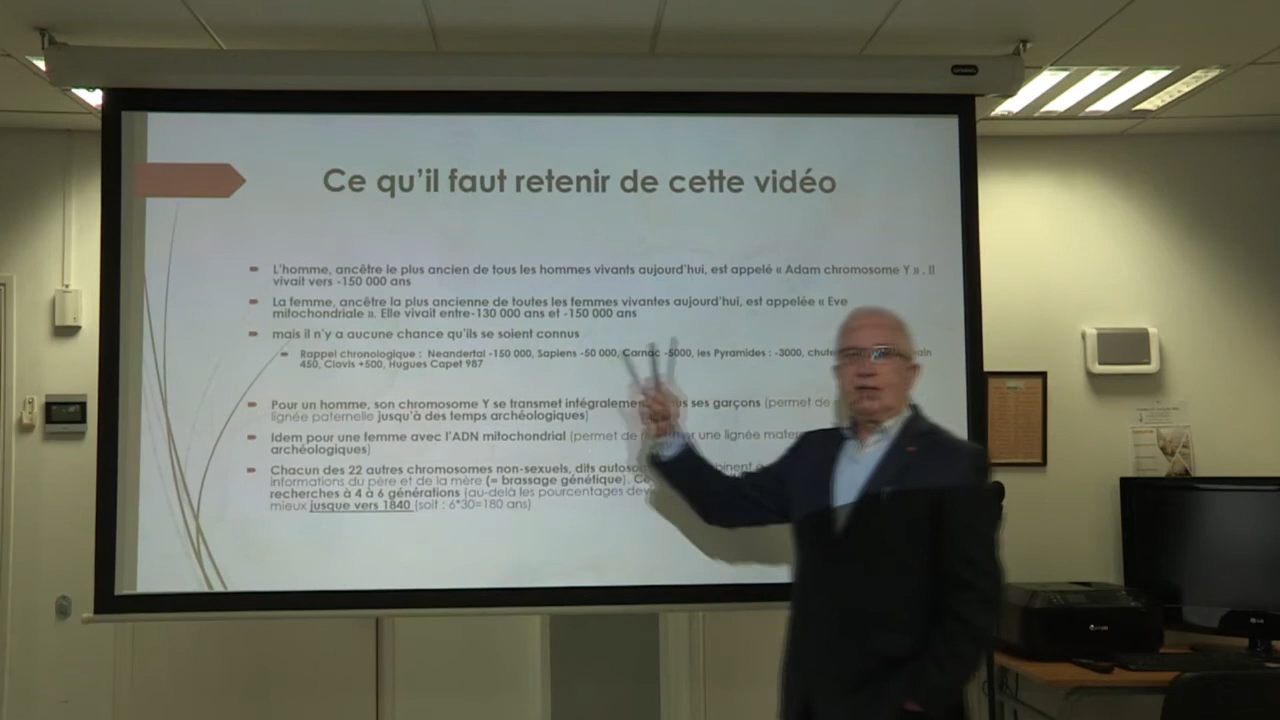 Ce qu'il faut retenir de cette vidéo
L'homme, ancêtre le plus ancien de tous les hommes vivants aujourd'hui, est appelé « Adam chromosome Y » . Il
vivait vers -150 000 ans
La femme, ancêtre la plus ancienne de toutes les femmes vivantes aujourd'hui, est appelée « Eve
mitochondriale ». Elle vivait entre-130 000 ans et -150 000 ans
mais il n'y a aucune chance qu'ils se soient connus
Rappel chronologique : Neandertal -150 000, Sapiens -50 000, Carnac -5000, les Pyramides : -3000,
450, Clovis +500, Hugues Capet 987
Pour un homme, son chromosome Y se transmet ses garçons (permet de
lignée paternelle jusqu'à des temps archéologiques)
Idem pour une femme avec l'ADN mitochondrial (permet de une lignée
archéologiques)
Chacun des 22 autres chromosomes non-sexuels, dits
informations du père et de la mère (= brassage génétique).
recherches à 4 à 6 générations (au-delà les pourcentages
mieux jusque vers 1840 (soit : 6*30=180 ans)